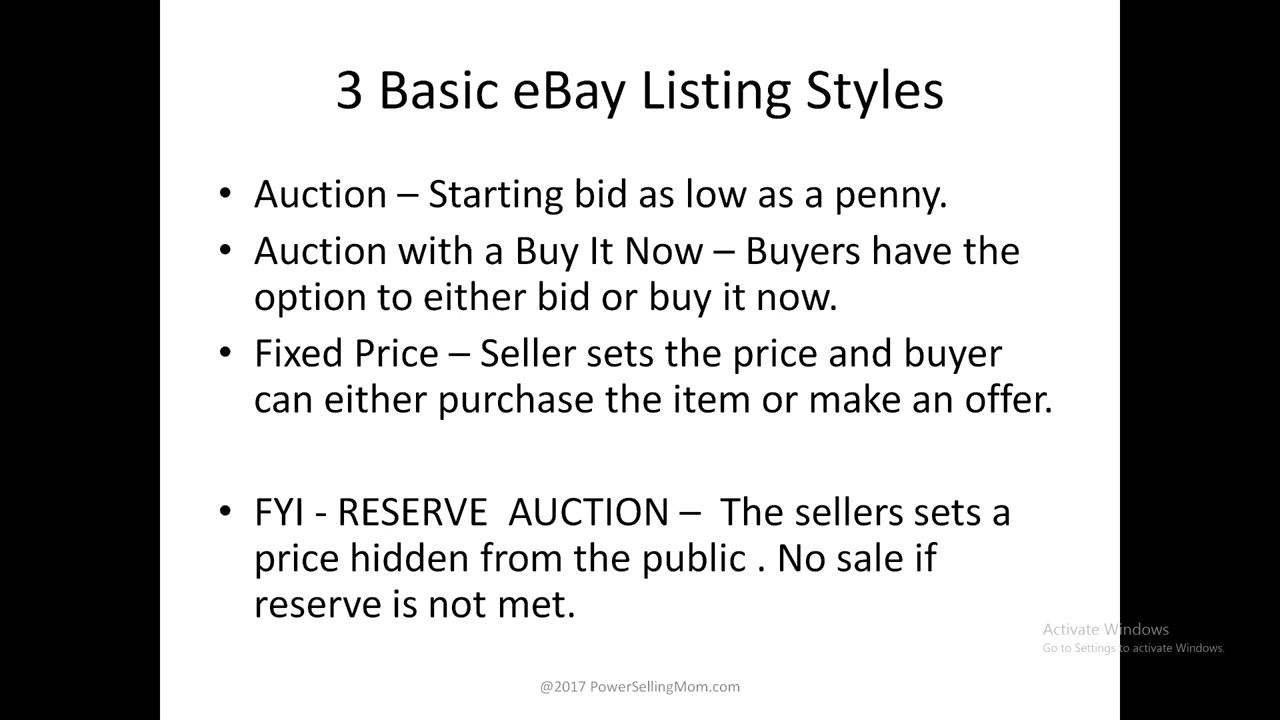 3 Basic eBay Listing Styles
• Auction – Starting bid as low as a penny.
• Auction with a Buy It Now – Buyers have the
option to either bid or buy it now.
• Fixed Price – Seller sets the price and buyer
can either purchase the item or make an offer.
• FYI - RESERVE  AUCTION –  The sellers sets a
price hidden from the public . No sale if
reserve is not met.
Activate Windows
Go to Settings to activate Windows.
@2017 PowerSellingMom.com